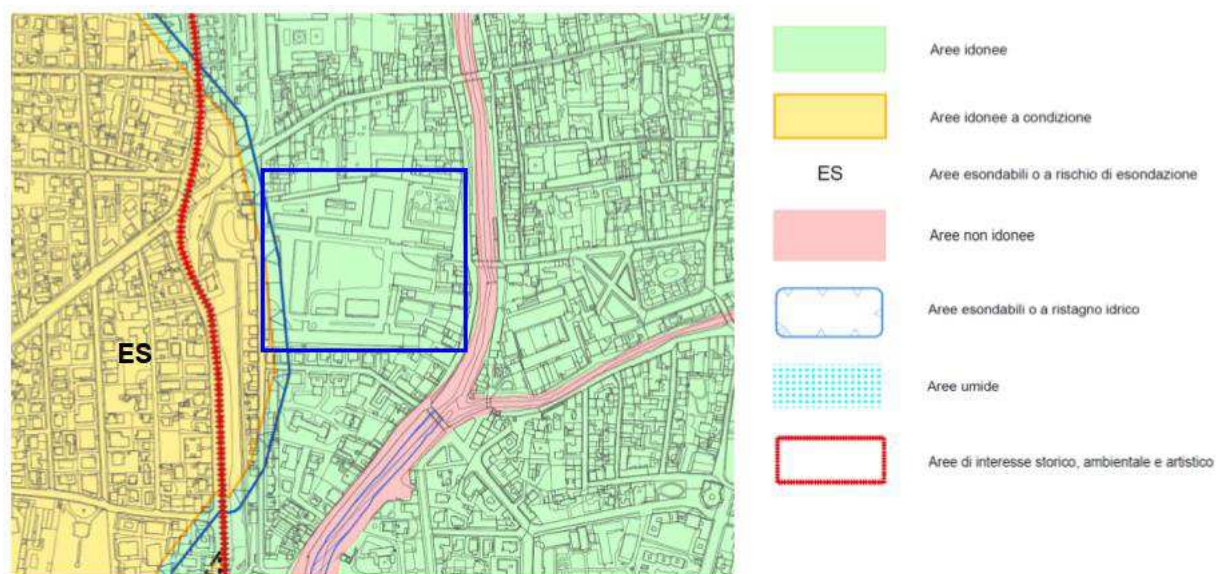 ES
Aree idonee
Aree idonee a condizione
ES
Aree esondabili o a rischio di esondazione
Aree non idonee
Aree esondabili o a ristagno idrico
Aree umide
Aree di interesse storico, ambientale e artistico